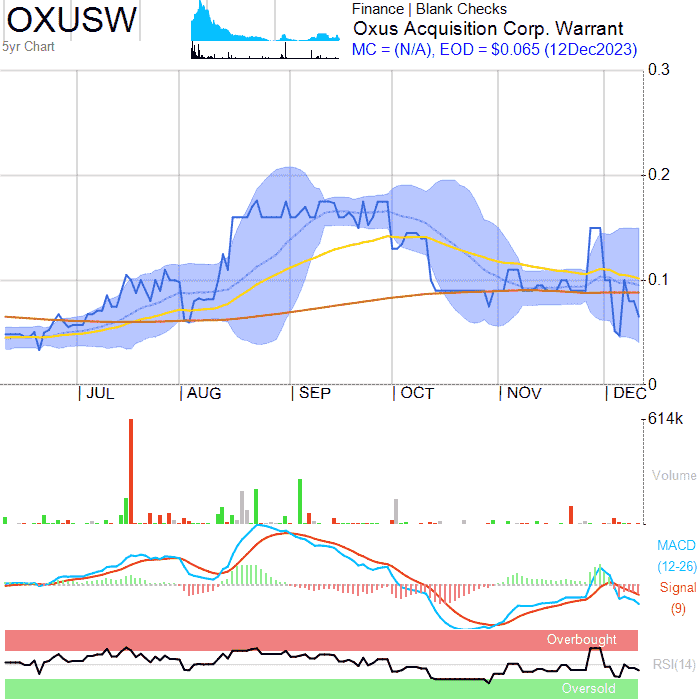 OXUSW
5yr Chart
Finance | Blank Checks
Oxus Acquisition Corp. Warrant
MC = (N/A), EOD = $0.065 (12Dec2023)
0.3
0.2
0.1
0
JUL
AUG
SEP
OCT
NOV
DEC
614k
Volume
MACD
(12-26)
Signal
(9)
Overbought
RSI(14)
Oversold